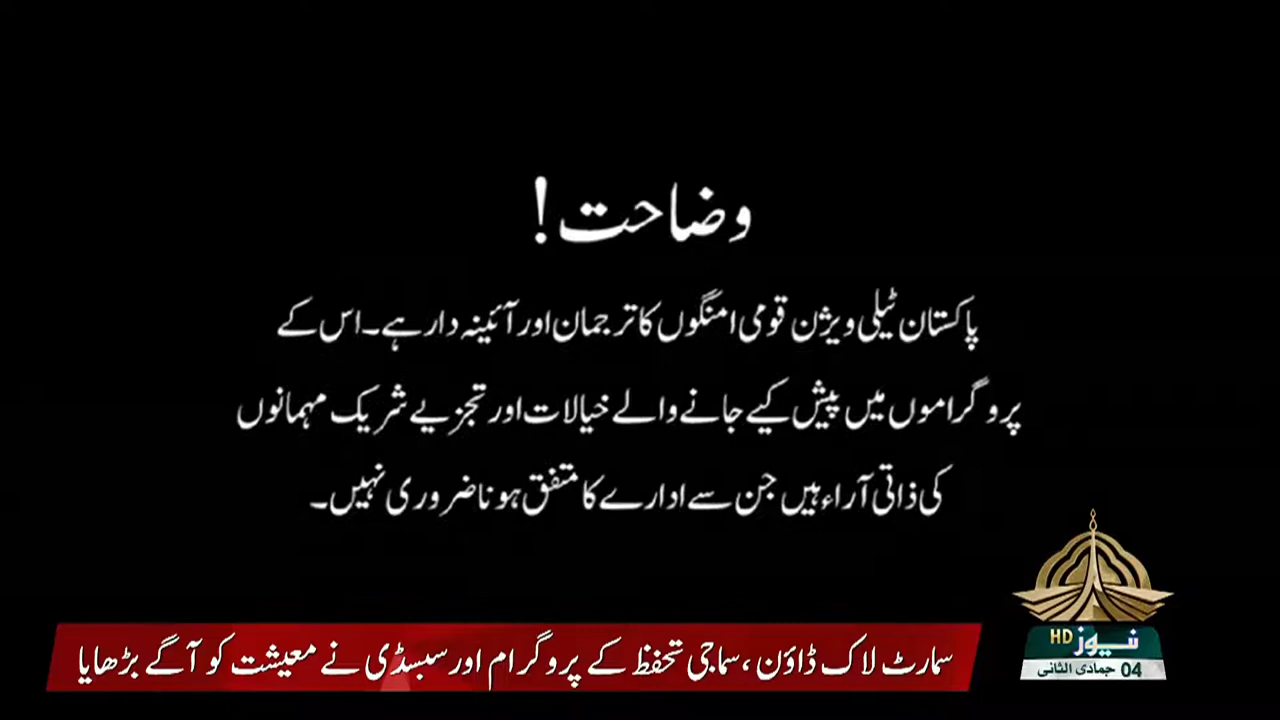 وضاحت!
پاکستان ٹیلی ویژن قومی امنگوں کا ترجمان اور آئینہ دار ہے۔ اس کے
پروگراموں میں پیش کیے جانے والے خیالات اور تجزیے شریک مہمانوں
کی ذاتی آراء ہیں جن سے ادارے کا متفق ہونا ضروری نہیں۔
نیوز HD
04 جمادی الثانی
سمارٹ لاک ڈاؤن، سماجی تحفظ کے پروگرام اور سبسڈی نے معیشت کو آگے بڑھایا